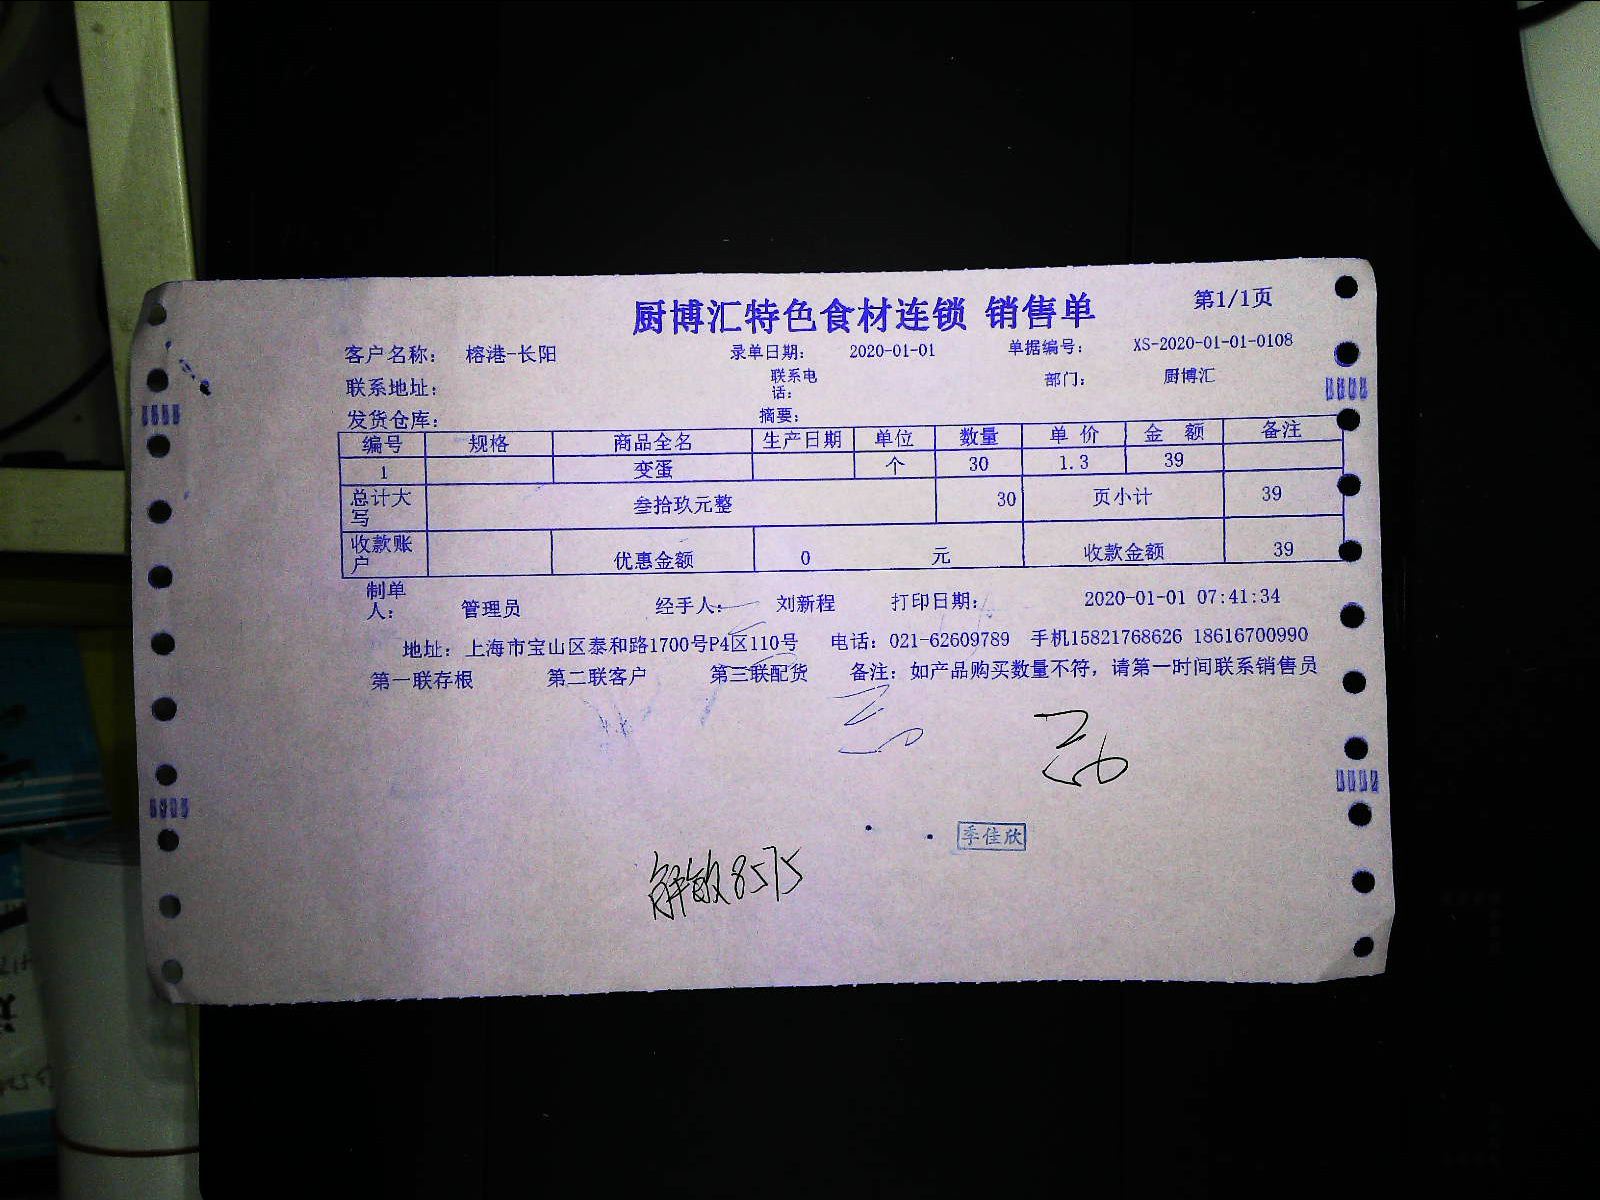 厨博汇特色食材连锁 销售单 第1/1页
客户名称： 榕港-长阳 录单日期： 2020-01-01 单据编号： XS-2020-01-01-0108
联系地址： 联系电话： 部门： 厨博汇
发货仓库： 摘要：
编号 规格 商品全名 生产日期 单位 数量 单 价 金 额 备注
1 变蛋 个 30 1.3 39
总计大写 叁拾玖元整 30 页小计 39
收款账户 优惠金额 0 元 收款金额 39
制单人： 管理员 经手人： 刘新程 打印日期： 2020-01-01 07:41:34
地址：上海市宝山区泰和路1700号P4区110号 电话：021-62609789 手机15821768626 18616700990
第一联存根 第二联客户 第三联配货 备注：如产品购买数量不符，请第一时间联系销售员
季佳欣
解敏8575